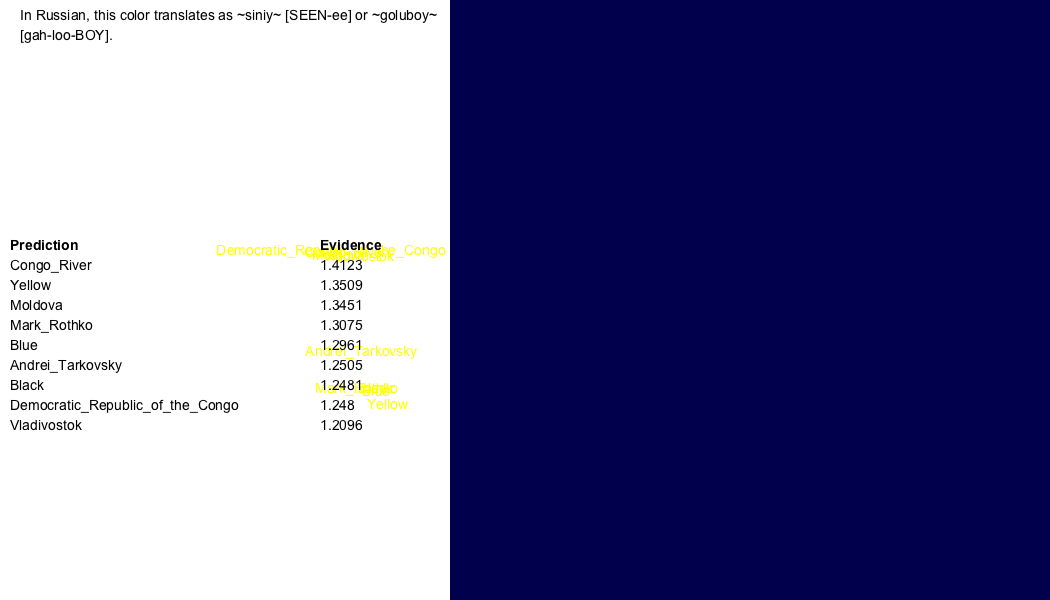 In Russian, this color translates as ~siniy~ [SEEN-ee] or ~goluboy~
[gah-loo-BOY].
Prediction Evidence
Democratic_Republic_of_the_Congo
Congo_River 1.4123
Yellow 1.3509
Moldova 1.3451
Mark_Rothko 1.3075
Blue 1.2961
Andrei_Tarkovsky
Andrei_Tarkovsky 1.2505
Black 1.2481
Democratic_Republic_of_the_Congo 1.248
Yellow
Vladivostok 1.2096